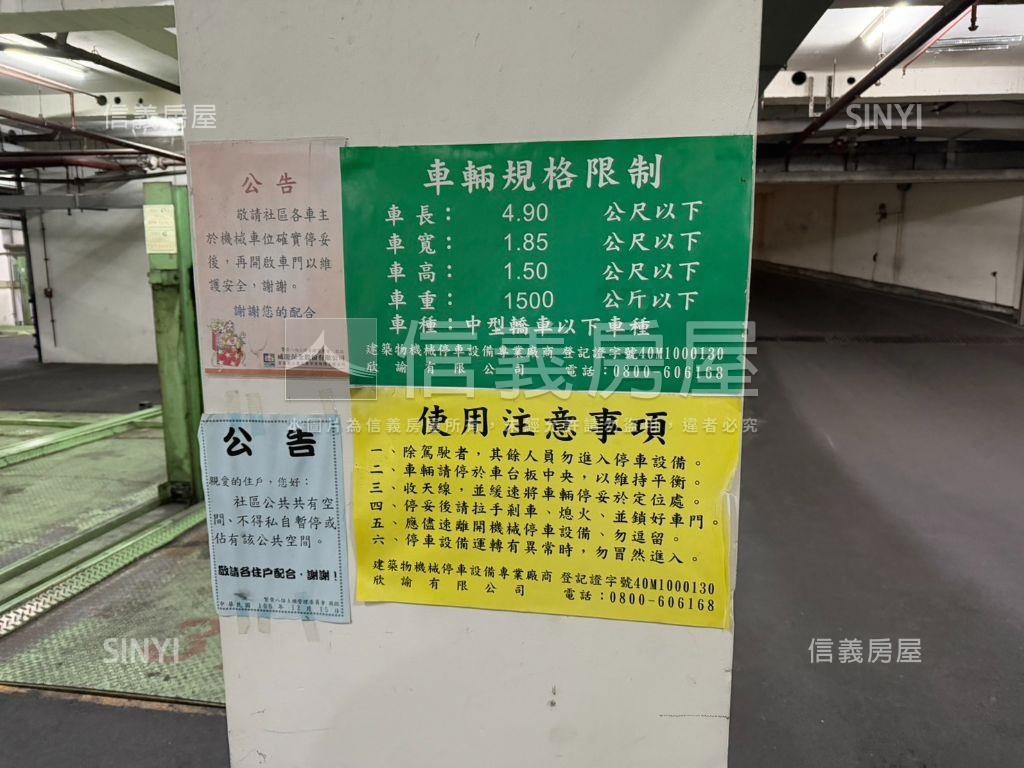 信義房屋
SINYI
公告
敬請社區各車主
於機械車位確實停妥
後，再開啟車門以維
護安全，謝謝。
謝謝您的配合
車輛規格限制
車長： 4.90 公尺以下
車寬： 1.85 公尺以下
車高： 1.50 公尺以下
車重： 1500 公斤以下
車種：中型轎車以下車種
建築物機械停車設備專業廠商 登記證字號40M1000130
欣諭有限公司 電話：0800-606168
信義房屋
公告
親愛的住戶，您好：
社區公共共有空
間、不得私自暫停或
佔有該公共空間。
敬請各住戶配合，謝謝！
使用注意事項
一、除駕駛者，其餘人員勿進入停車設備。
二、車輛請停於車台板中央，以維持平衡。
三、收天線，並緩速將車輛停妥於定位處。
四、停妥後請拉手剎車、熄火、並鎖好車門。
五、應儘速離開機械停車設備、勿逗留。
六、停車設備運轉有異常時，勿冒然進入。
建築物機械停車設備專業廠商 登記證字號40M1000130
欣諭有限公司 電話：0800-606168
SINYI
信義房屋